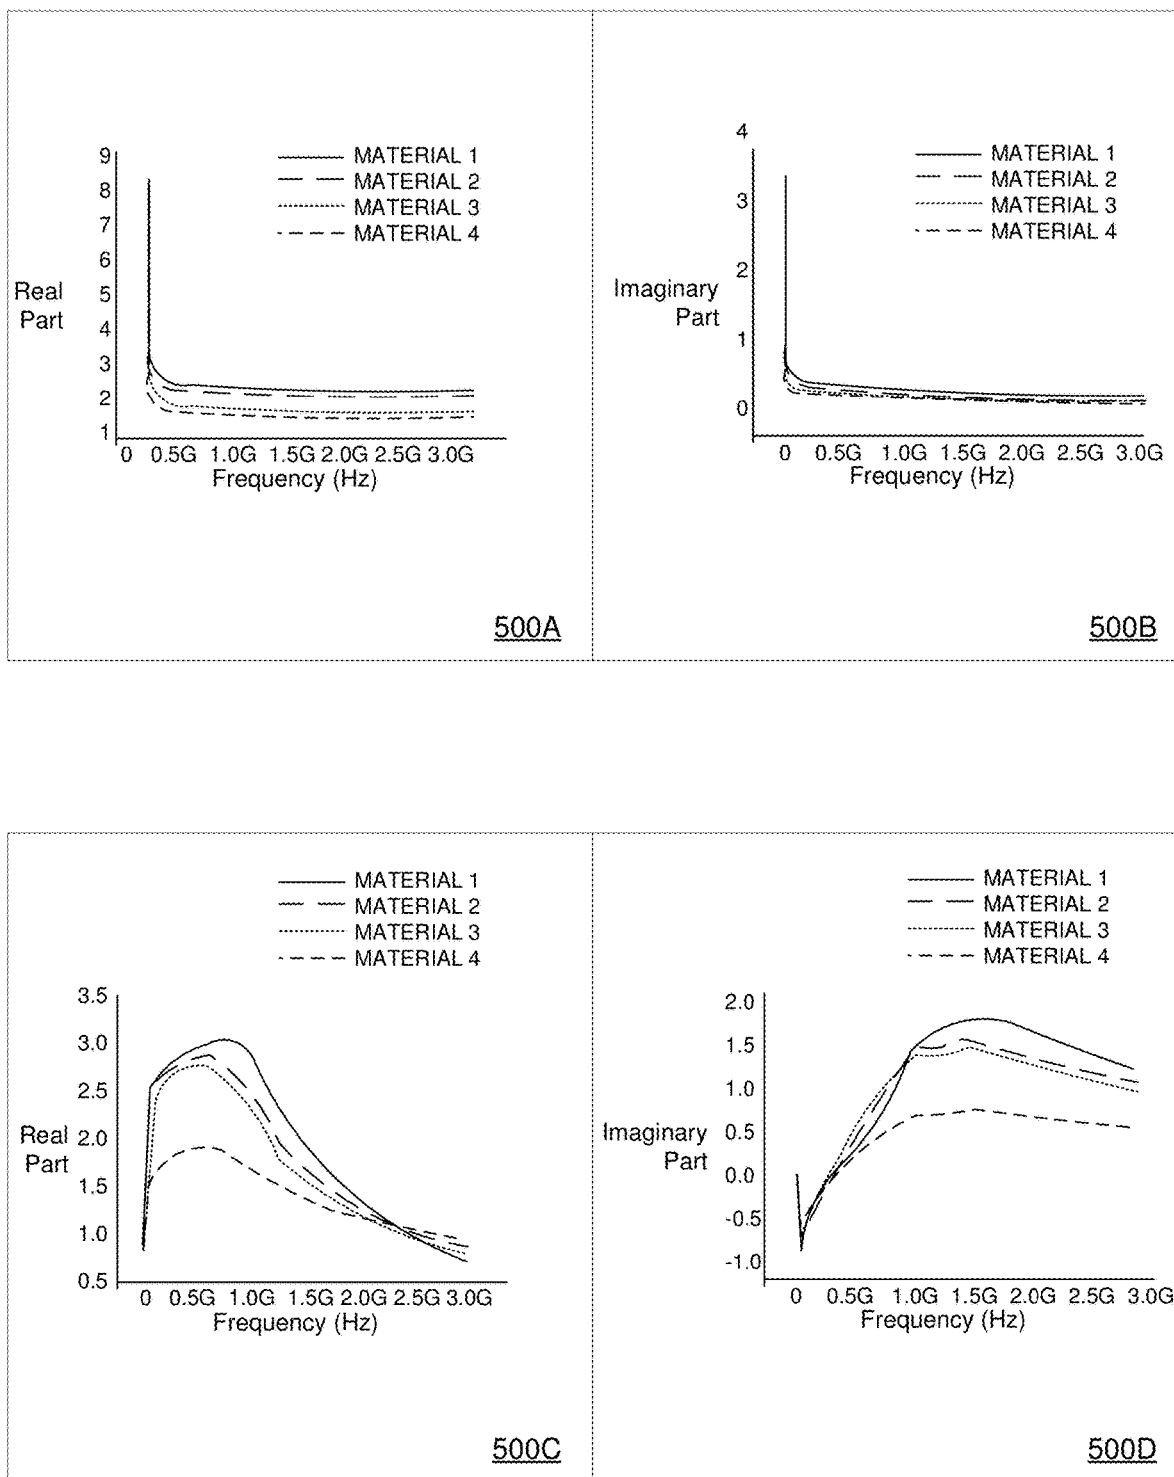 9
8
7
6
5
4
3
2
1
Real
Part
MATERIAL 1
MATERIAL 2
MATERIAL 3
MATERIAL 4
0 0.5G 1.0G 1.5G 2.0G 2.5G 3.0G
Frequency (Hz)
500A
4
3
2
1
0
Imaginary
Part
MATERIAL 1
MATERIAL 2
MATERIAL 3
MATERIAL 4
0 0.5G 1.0G 1.5G 2.0G 2.5G 3.0G
Frequency (Hz)
500B
MATERIAL 1
MATERIAL 2
MATERIAL 3
MATERIAL 4
3.5
3.0
2.5
2.0
1.5
1.0
0.5
Real
Part
0 0.5G 1.0G 1.5G 2.0G 2.5G 3.0G
Frequency (Hz)
500C
MATERIAL 1
MATERIAL 2
MATERIAL 3
MATERIAL 4
2.0
1.5
1.0
0.5
0.0
-0.5
-1.0
Imaginary
Part
0 0.5G 1.0G 1.5G 2.0G 2.5G 3.0G
Frequency (Hz)
500D